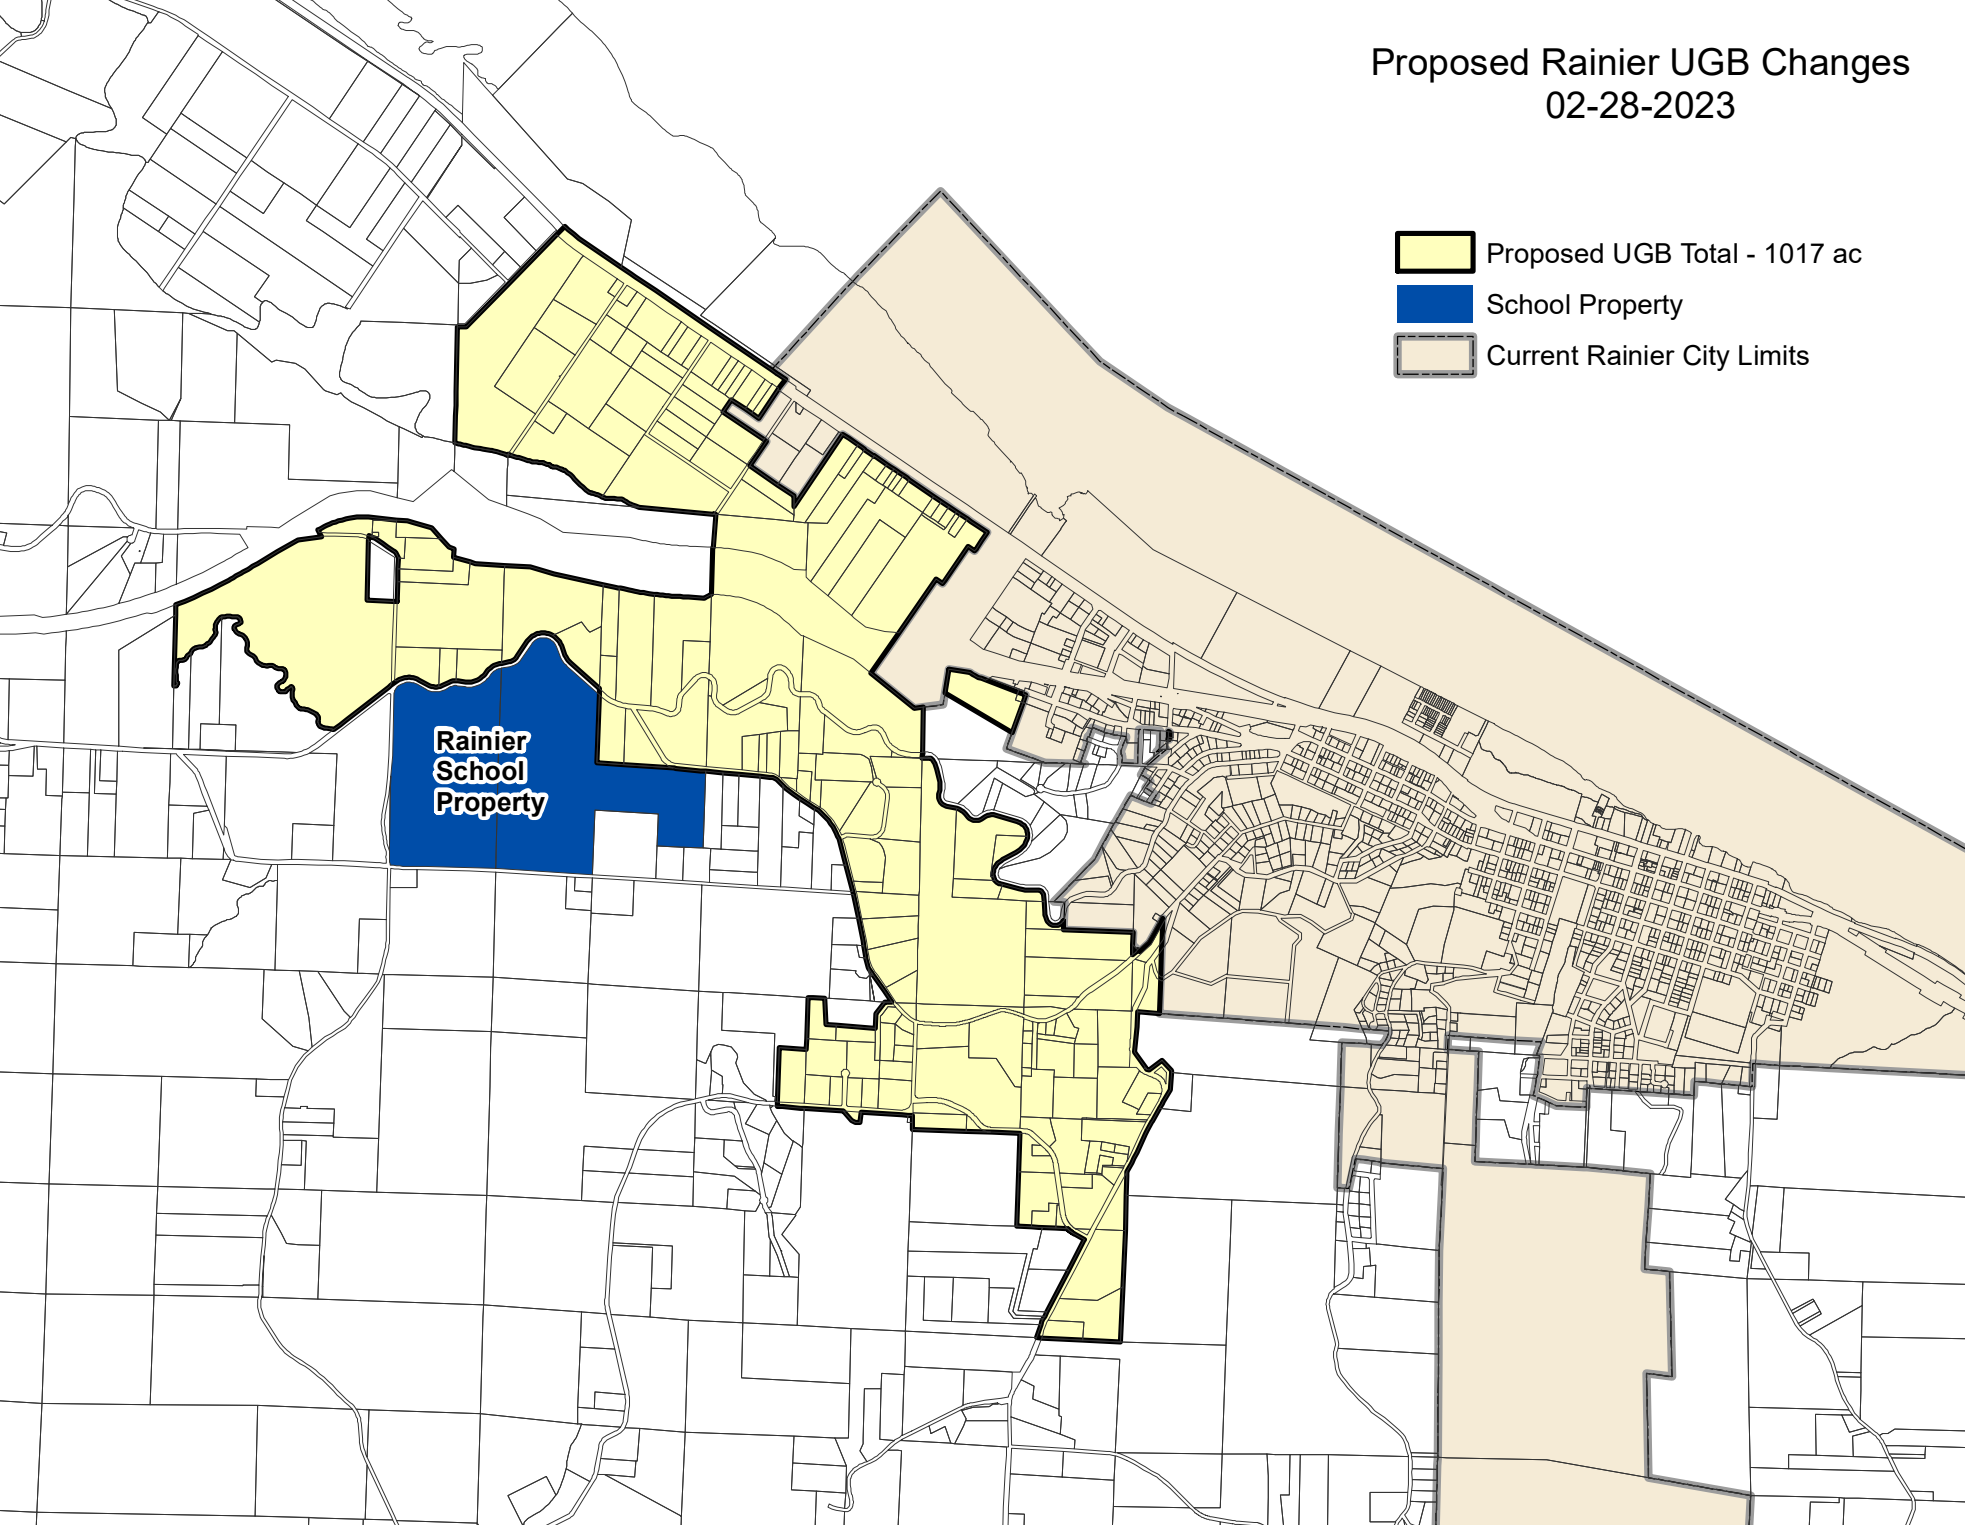 Proposed Rainier UGB Changes
02-28-2023
Proposed UGB Total - 1017 ac
School Property
Current Rainier City Limits
Rainier
School
Property